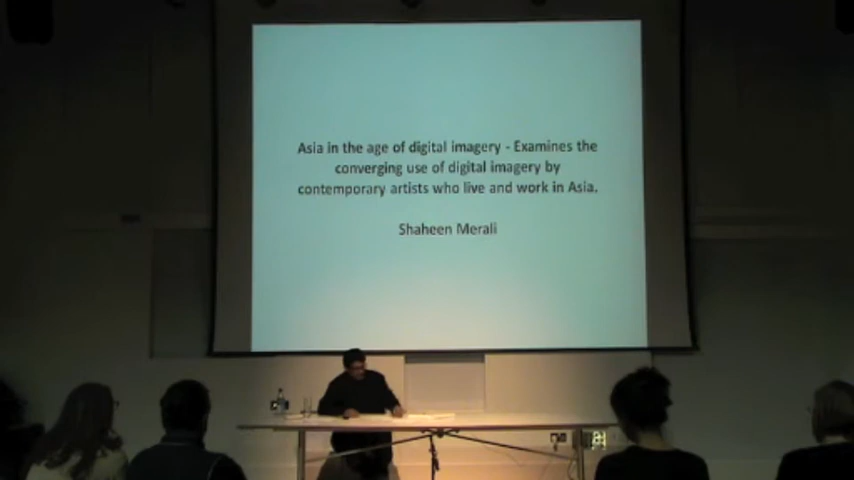 Asia in the age of digital imagery - Examines the
converging use of digital imagery by
contemporary artists who live and work in Asia.
Shaheen Merali